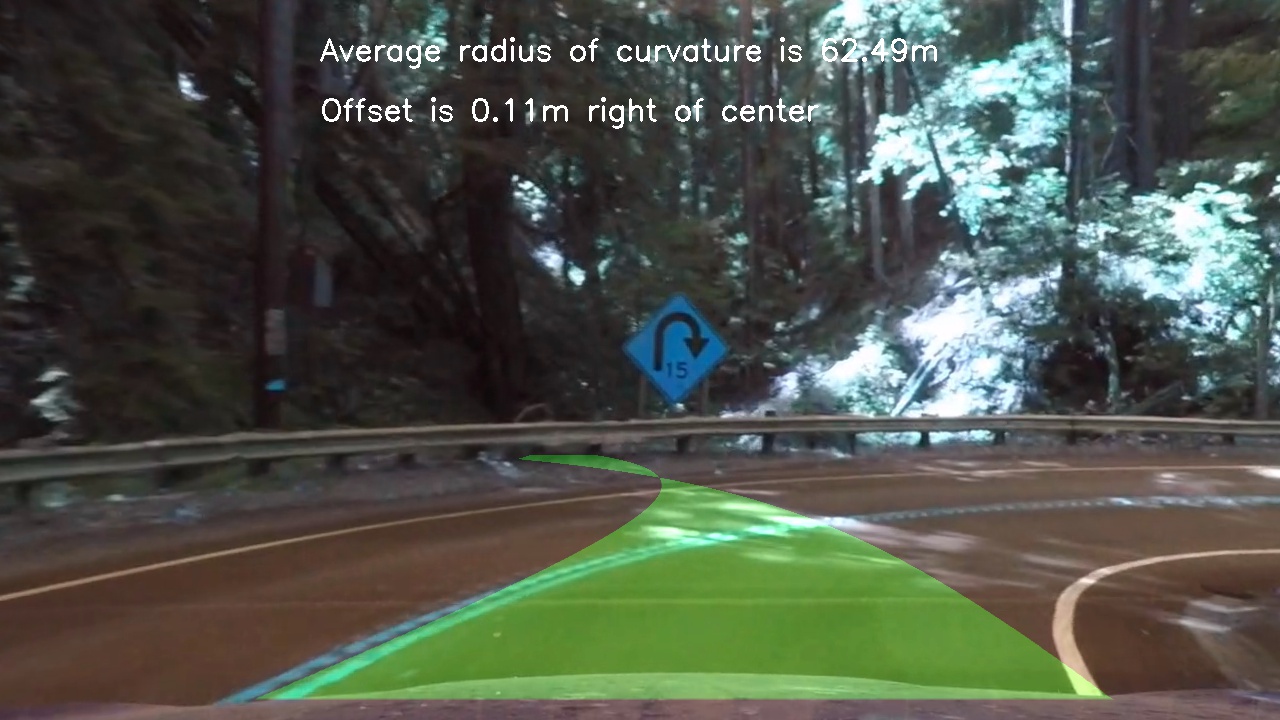 Average radius of curvature is 62.49m
Offset is 0.11m right of center
15